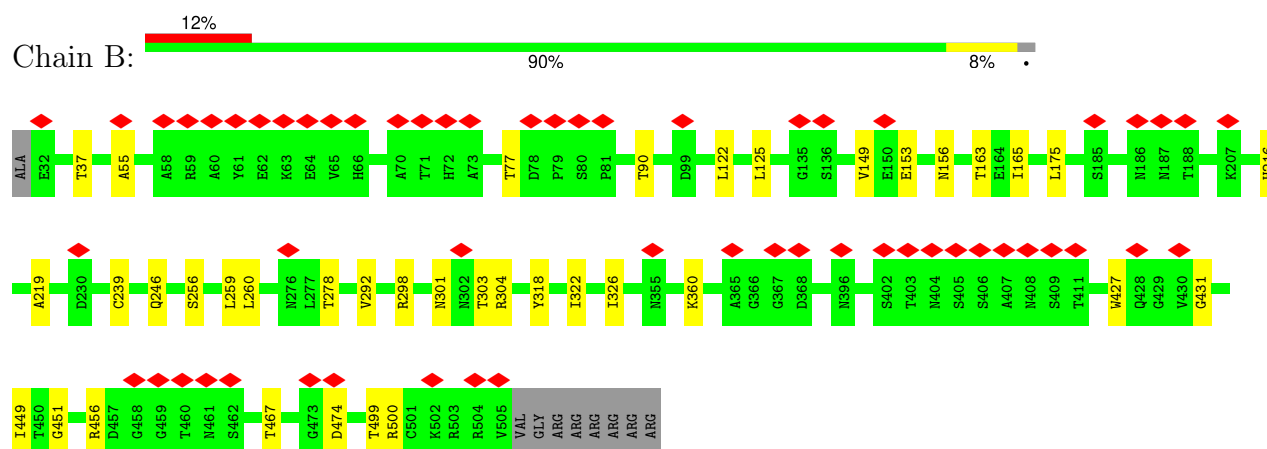 12%
Chain B:
90% 8% •
ALA E32 T37 A55 A58 R59 A60 Y61 E62 K63 E64 V65 H66 A70 T71 H72 A73 T77 D78 P79 S80 P81 T90 D99 L122 L125 G135 S136 V149 E150 E153 N156 T163 E164 I165 L175 S185 N186 N187 T188 K207
A219 D230 C239 Q246 S256 L259 L260 N276 L277 T278 V292 R298 N301 N302 T303 R304 Y318 I322 I326 N355 K360 A365 G366 G367 D388 N396 S402 T403 N404 S405 S406 A407 N408 S409 T411 W427 Q428 G429 V430 G431
I449 T450 G451 R456 D457 G458 G459 T460 N461 S462 T467 G473 D474 T499 R500 C501 K502 R503 R504 V505 VAL GLY ARG ARG ARG ARG ARG